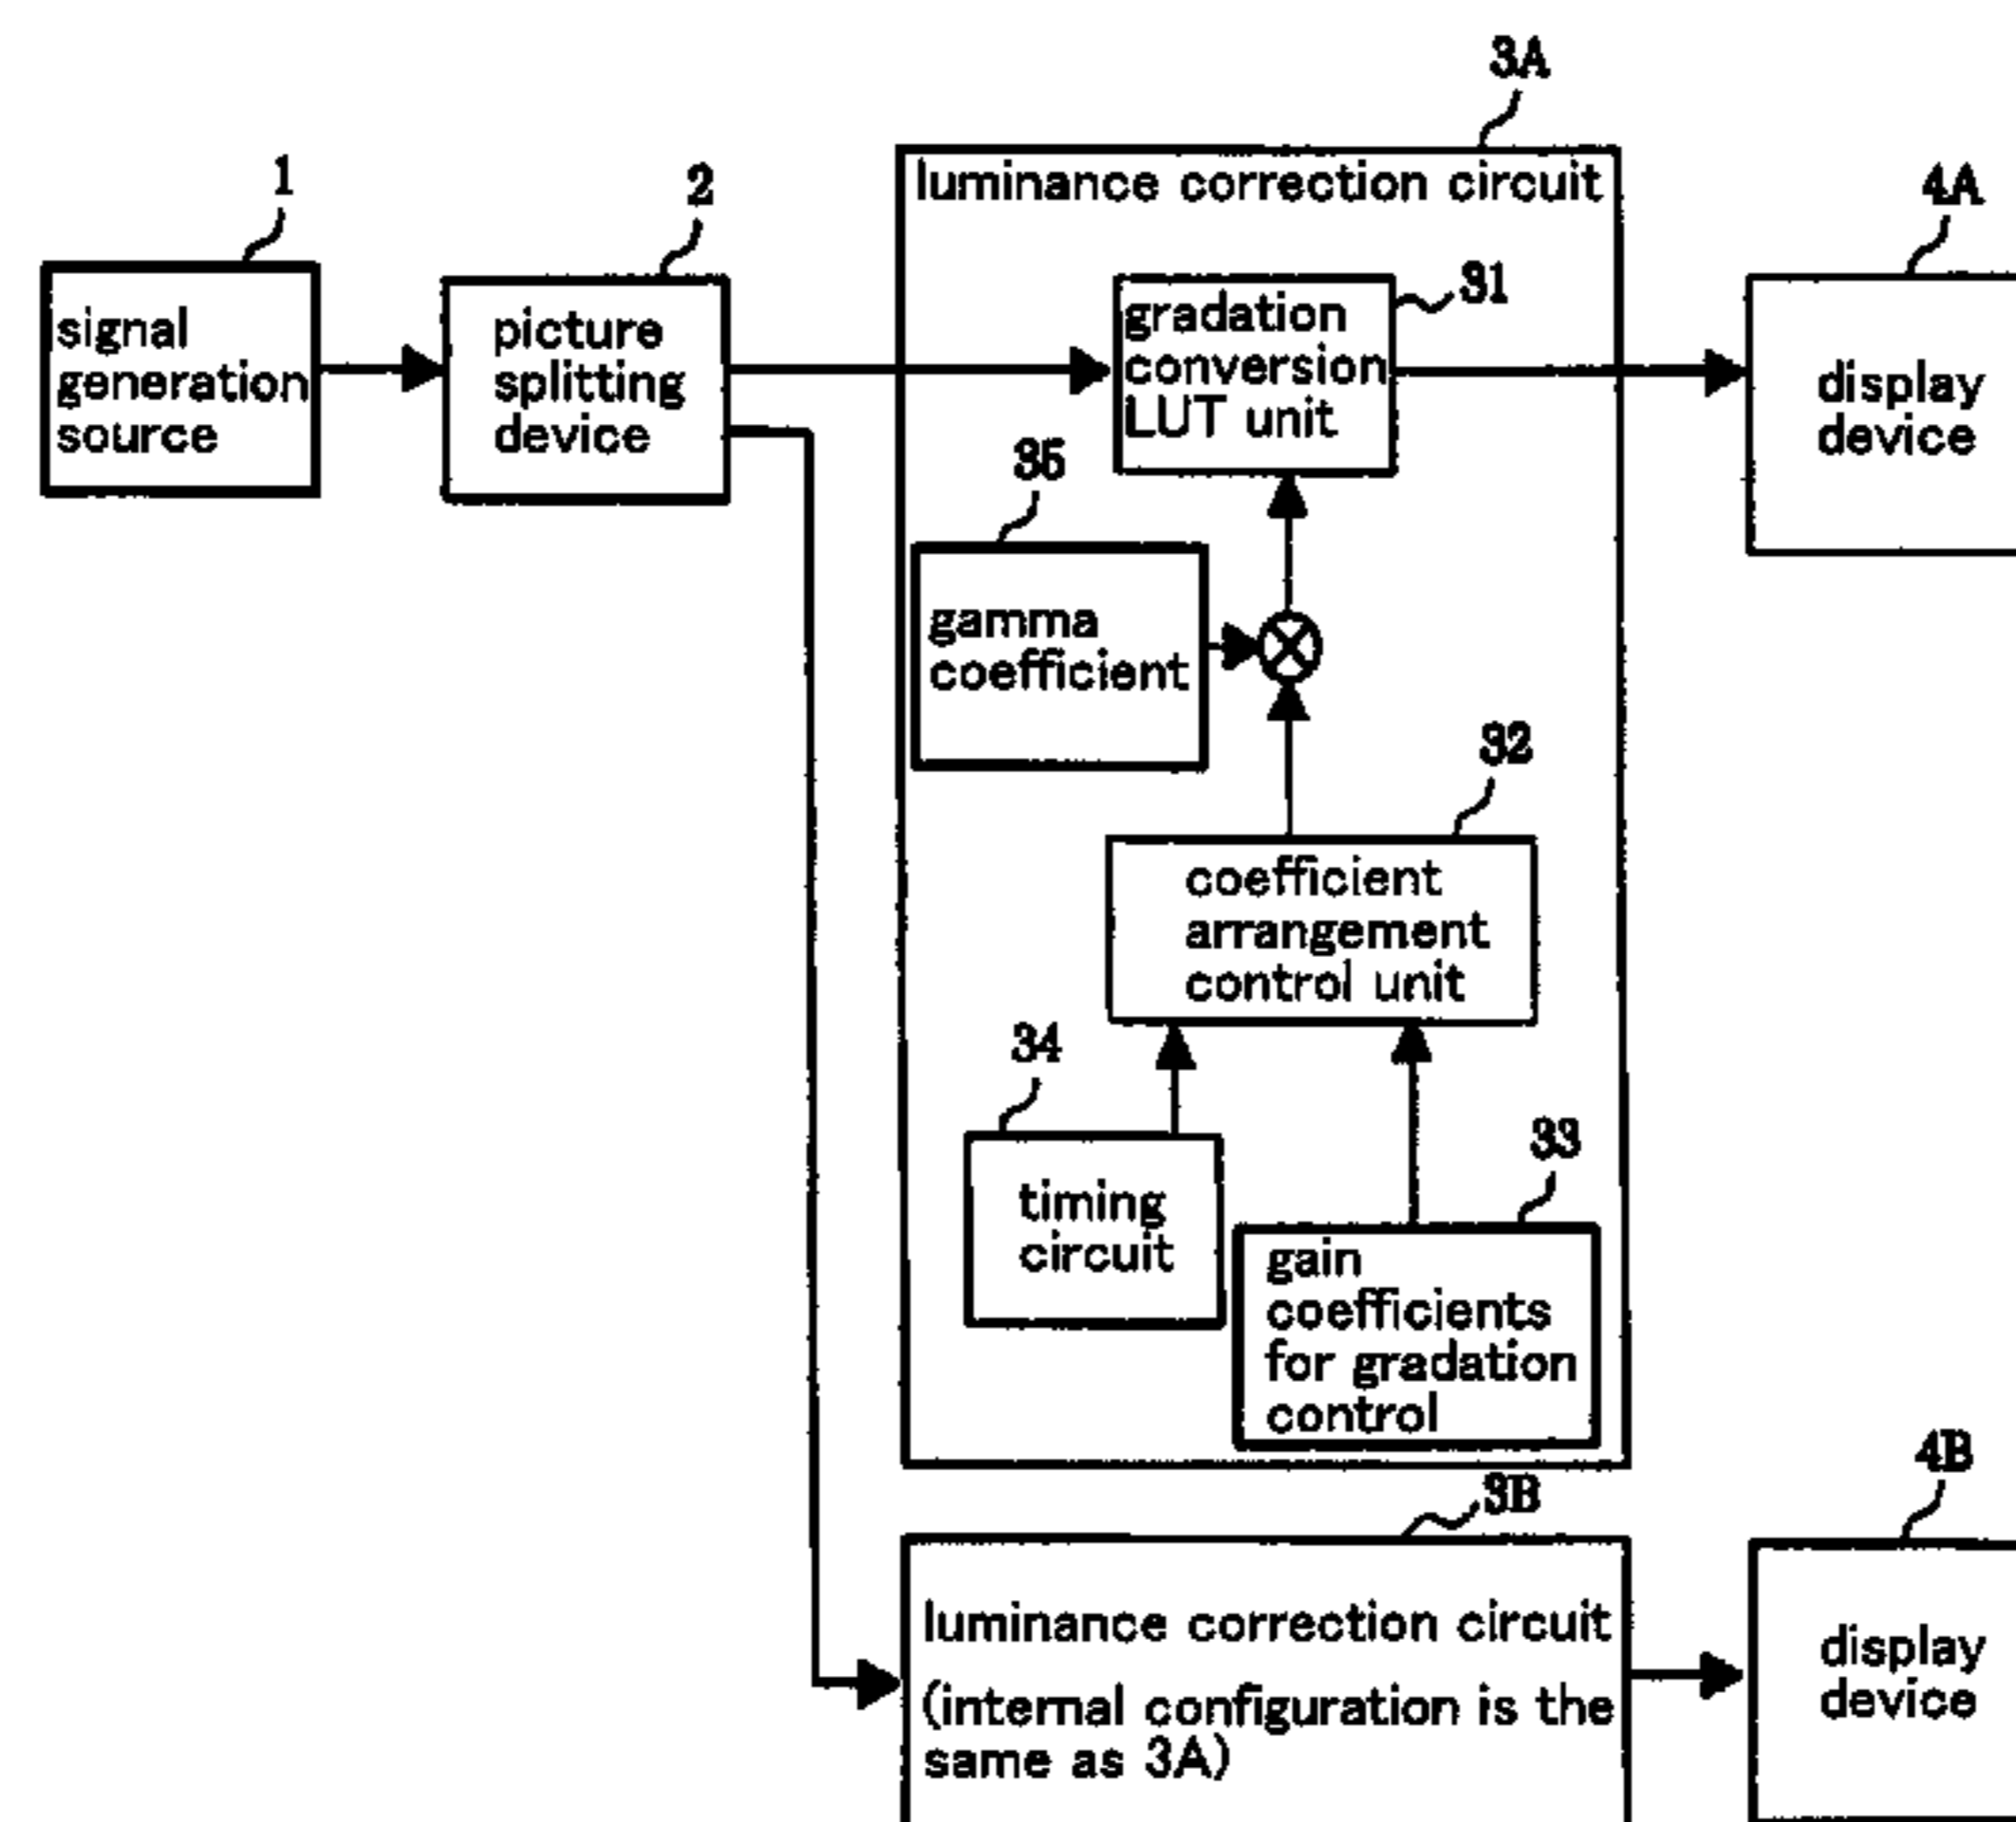 1
signal
generation
source
2
picture
splitting
device
3A
luminance correction circuit
31
gradation
conversion
LUT unit
35
gamma
coefficient
32
coefficient
arrangement
control unit
34
timing
circuit
33
gain
coefficients
for gradation
control
4A
display
device
3B
luminance correction circuit
(internal configuration is the
same as 3A)
4B
display
device